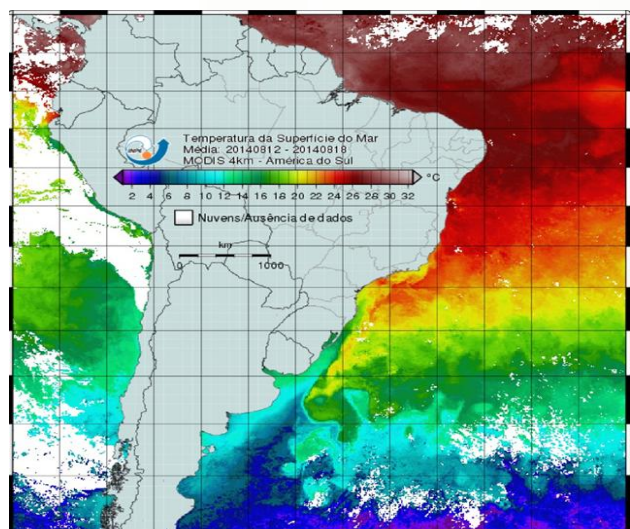 Temperatura da Superfície do Mar
Média: 20140812 - 20140818
MODIS 4km - América do Sul
°C
2 4 6 8 10 12 14 16 18 20 22 24 26 28 30 32
Nuvens/Ausência de dados
km
0 1000